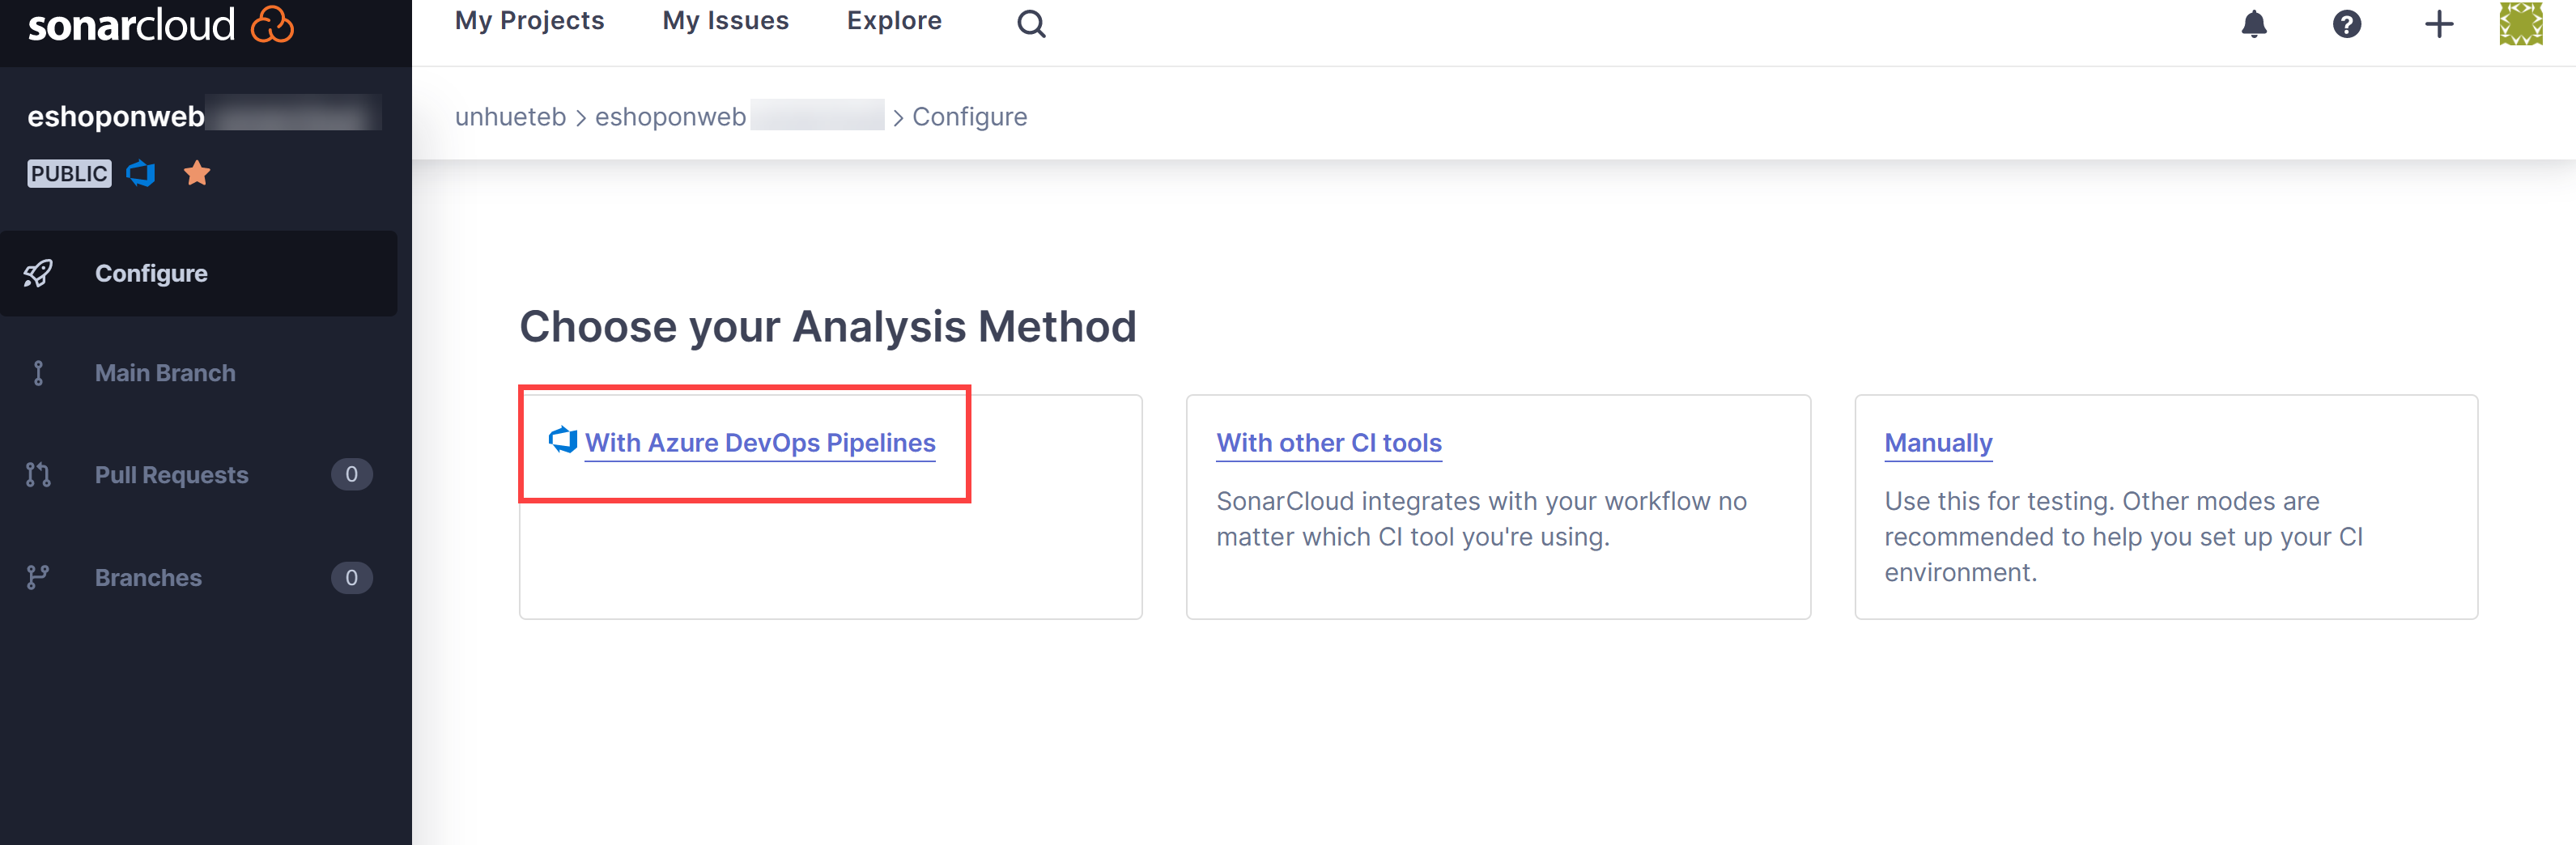 sonarcloud
My Projects
My Issues
Explore
eshoponweb
PUBLIC
unhueteb > eshoponweb > Configure
Configure
Main Branch
Pull Requests 0
Branches 0
Choose your Analysis Method
With Azure DevOps Pipelines
With other CI tools
SonarCloud integrates with your workflow no
matter which CI tool you're using.
Manually
Use this for testing. Other modes are
recommended to help you set up your CI
environment.